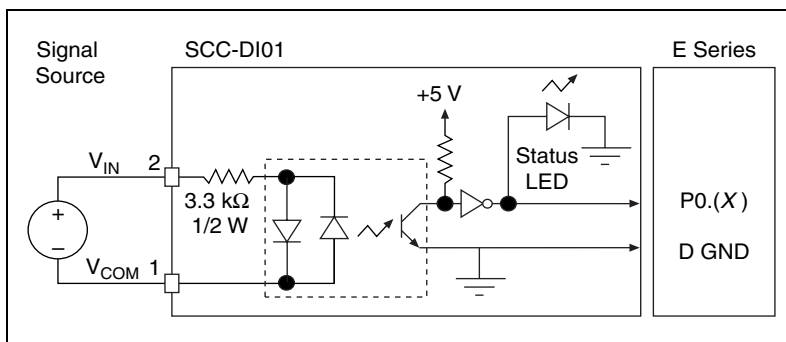 Signal
Source
SCC-DI01
E Series
+5 V
V_IN 2
3.3 kΩ
1/2 W
Status
LED
+
–
V_COM 1
P0.(X)
D GND